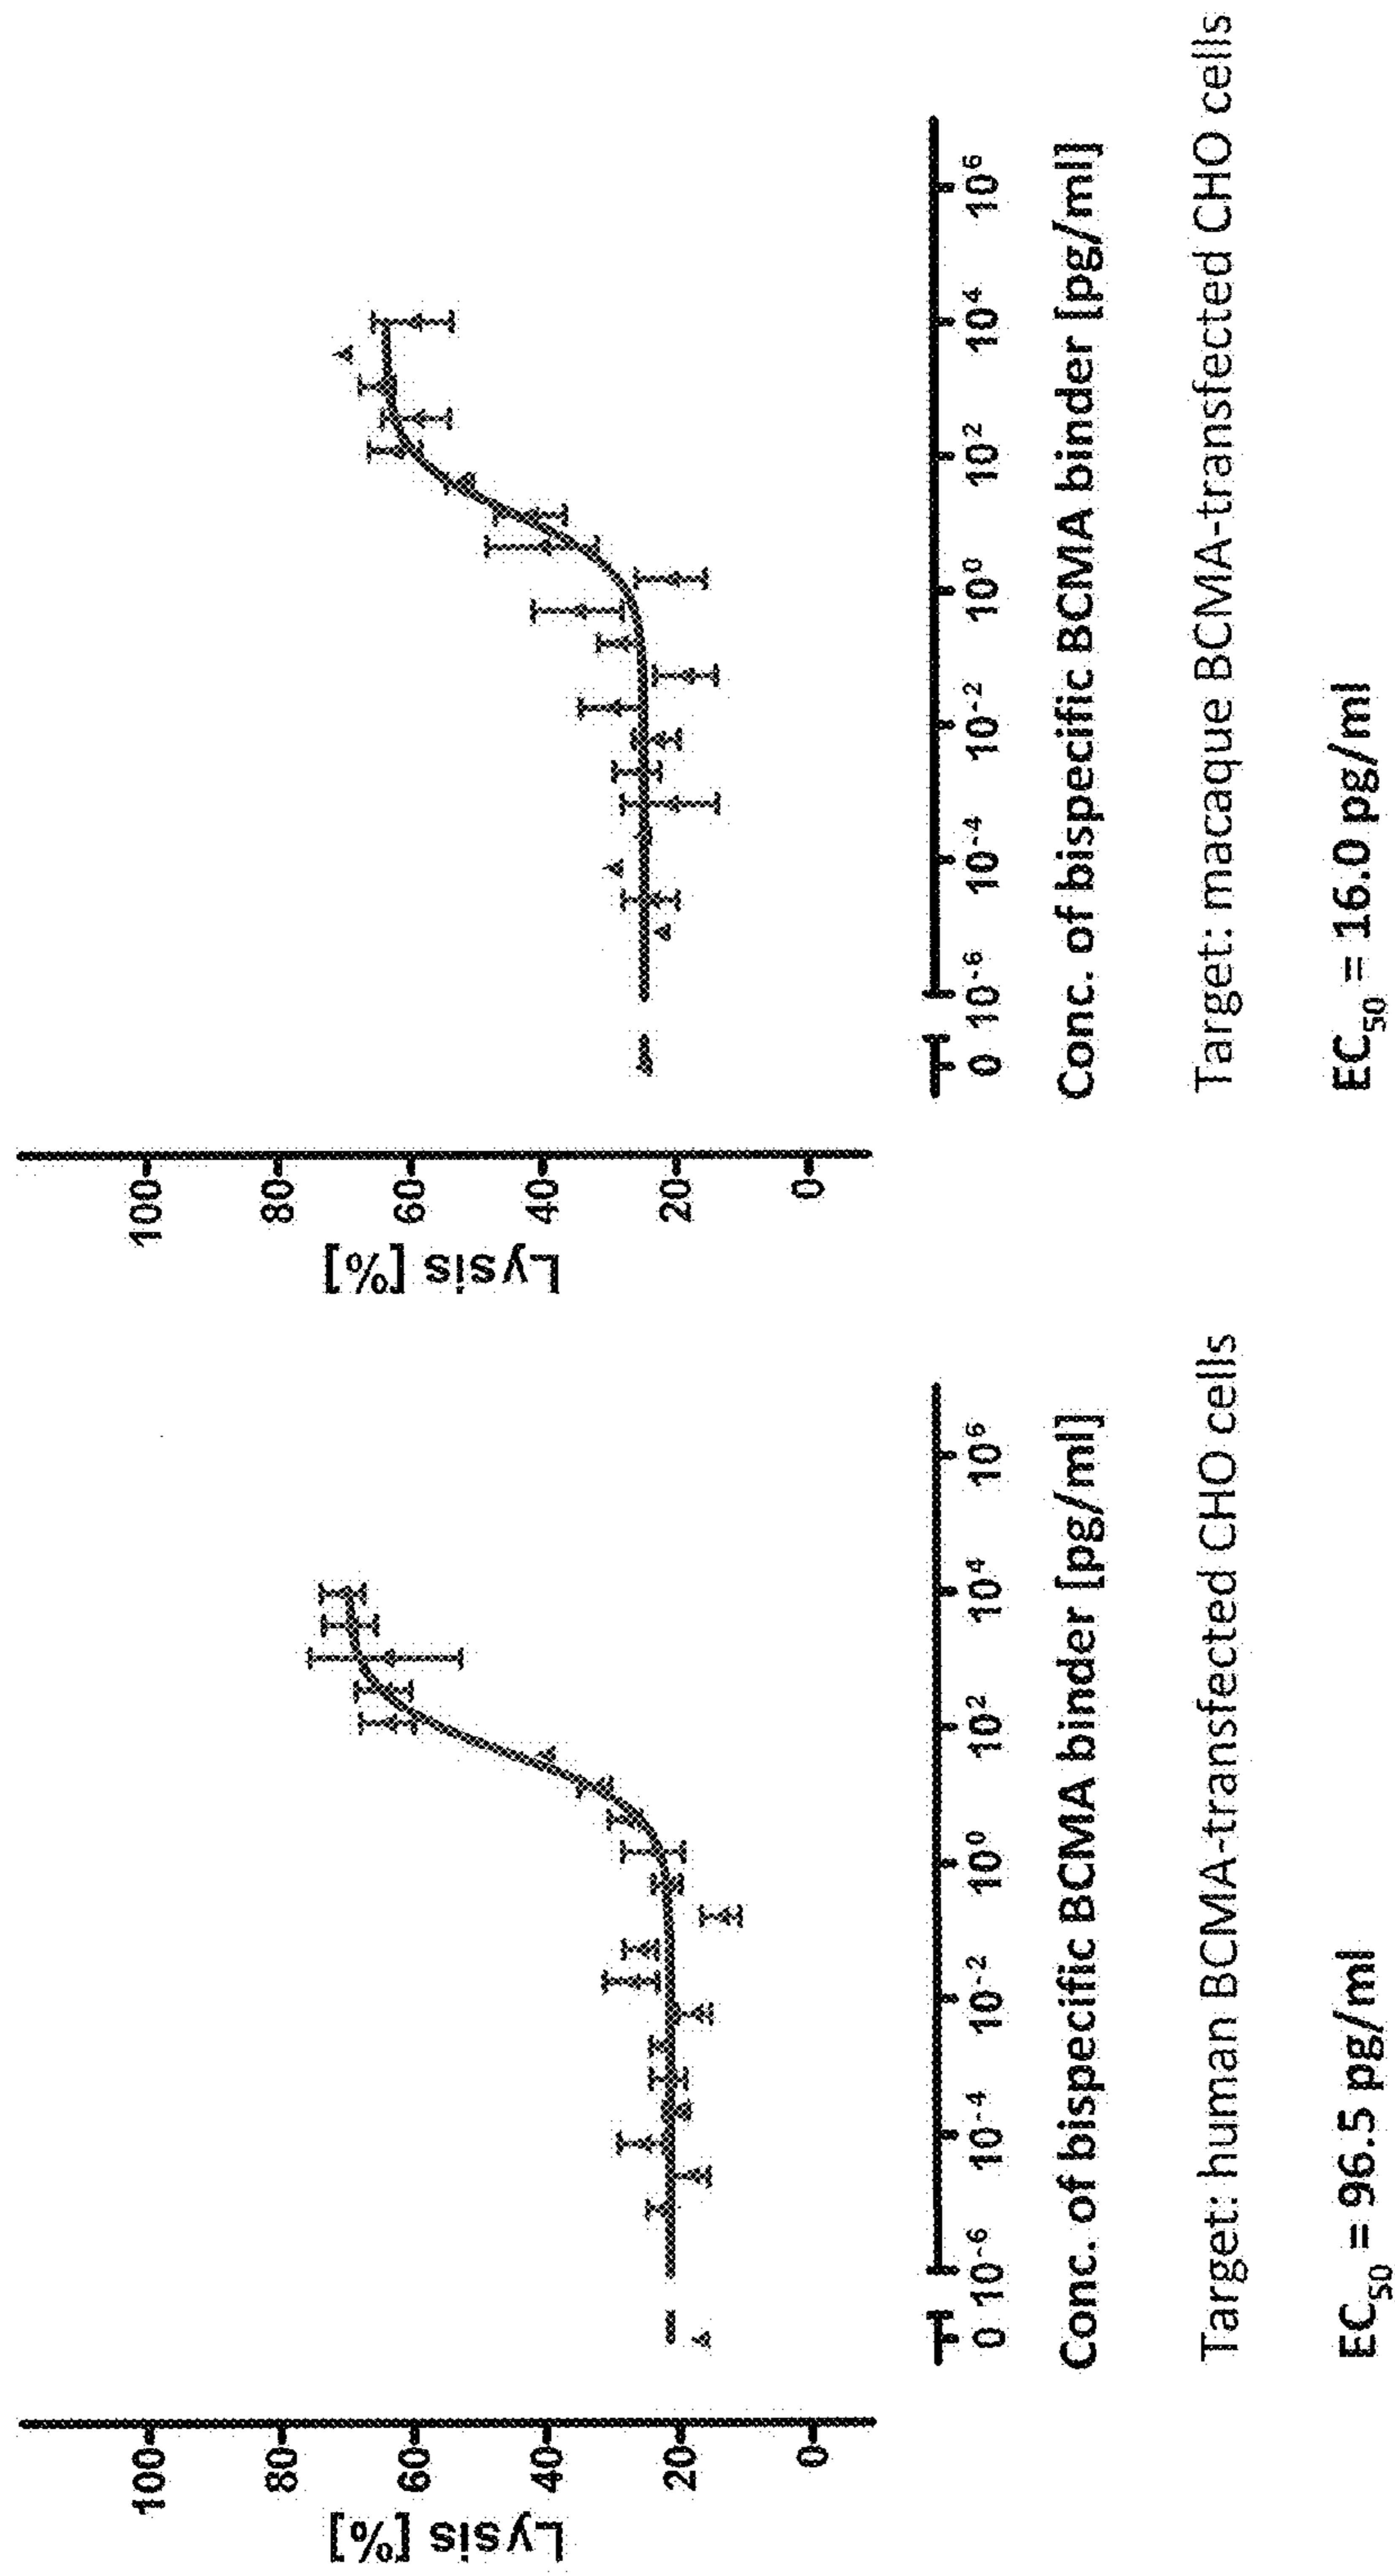 Lysis [%]
100
80
60
40
20
0
0 10⁻⁶ 10⁻⁴ 10⁻² 10⁰ 10² 10⁴ 10⁶
Conc. of bispecific BCMA binder [pg/ml]
Target: human BCMA-transfected CHO cells
EC₅₀ = 96.5 pg/ml
Lysis [%]
100
80
60
40
20
0
0 10⁻⁶ 10⁻⁴ 10⁻² 10⁰ 10² 10⁴ 10⁶
Conc. of bispecific BCMA binder [pg/ml]
Target: macaque BCMA-transfected CHO cells
EC₅₀ = 16.0 pg/ml